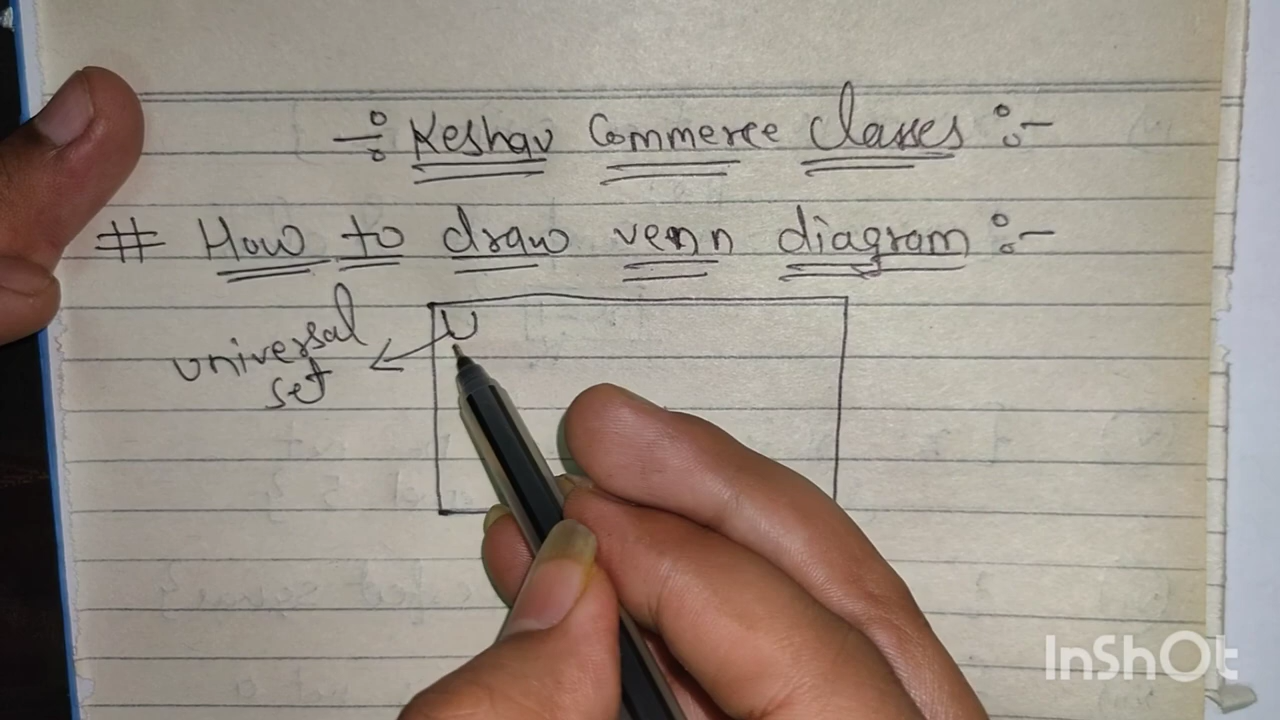 ÷ Keshav Commerce Classes :-
# How to draw venn diagram :-
U
universal
set
InShOt